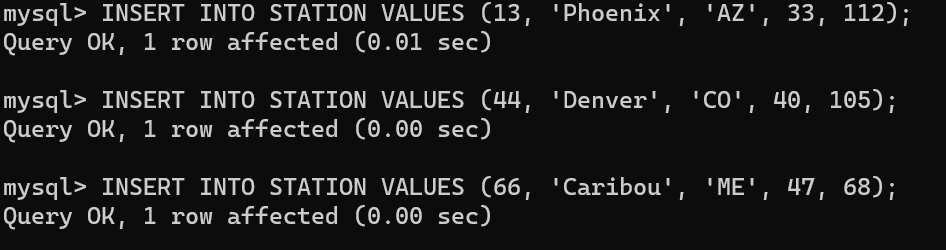 mysql> INSERT INTO STATION VALUES (13, 'Phoenix', 'AZ', 33, 112);
Query OK, 1 row affected (0.01 sec)
mysql> INSERT INTO STATION VALUES (44, 'Denver', 'CO', 40, 105);
Query OK, 1 row affected (0.00 sec)
mysql> INSERT INTO STATION VALUES (66, 'Caribou', 'ME', 47, 68);
Query OK, 1 row affected (0.00 sec)